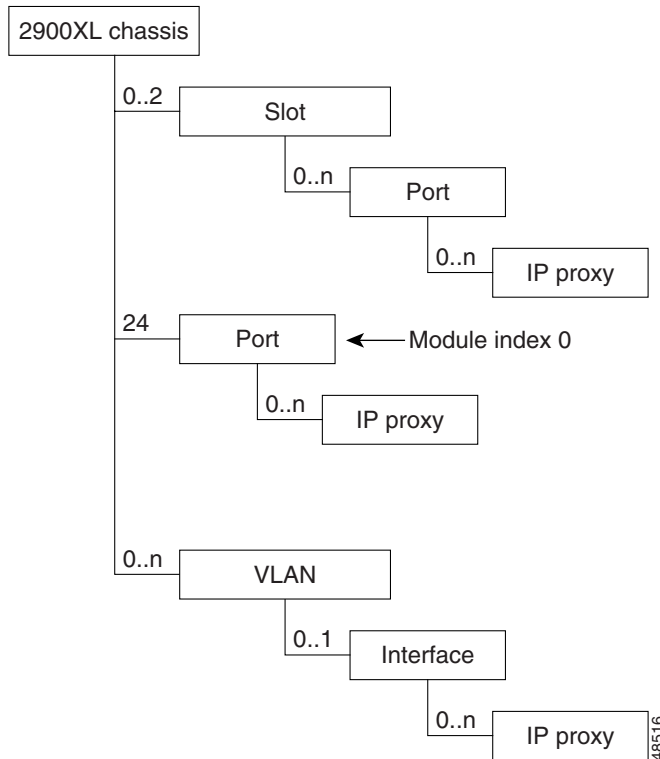 2900XL chassis
0..2
Slot
0..n
Port
0..n
IP proxy
24
Port
Module index 0
0..n
IP proxy
0..n
VLAN
0..1
Interface
0..n
IP proxy
48516